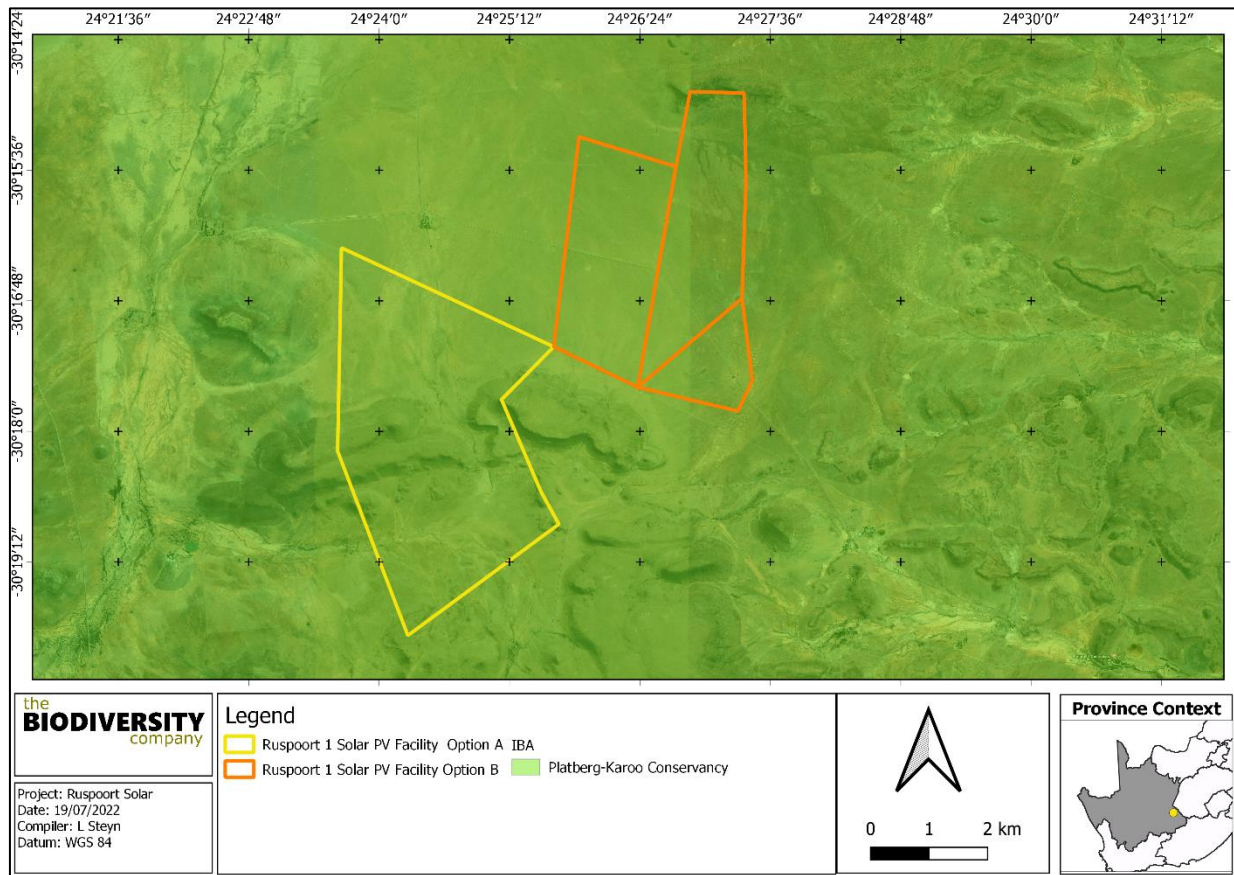 24°21'36" 24°22'48" 24°24'0" 24°25'12" 24°26'24" 24°27'36" 24°28'48" 24°30'0" 24°31'12"
-30°14'24"
-30°15'36"
-30°16'48"
-30°18'0"
-30°19'12"
the
BIODIVERSITY
company
Project: Ruspoort Solar
Date: 19/07/2022
Compiler: L Steyn
Datum: WGS 84
Legend
Ruspoort 1 Solar PV Facility Option A IBA
Ruspoort 1 Solar PV Facility Option B Platberg-Karoo Conservancy
0 1 2 km
Province Context